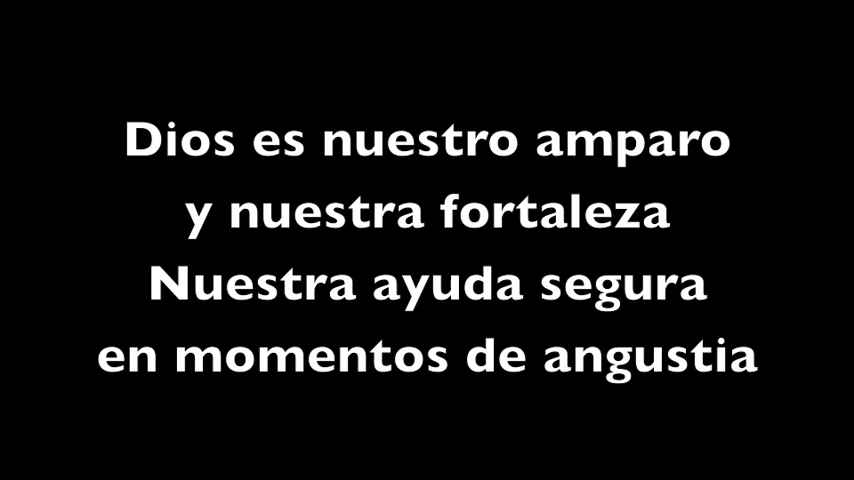 Dios es nuestro amparo
y nuestra fortaleza
Nuestra ayuda segura
en momentos de angustia